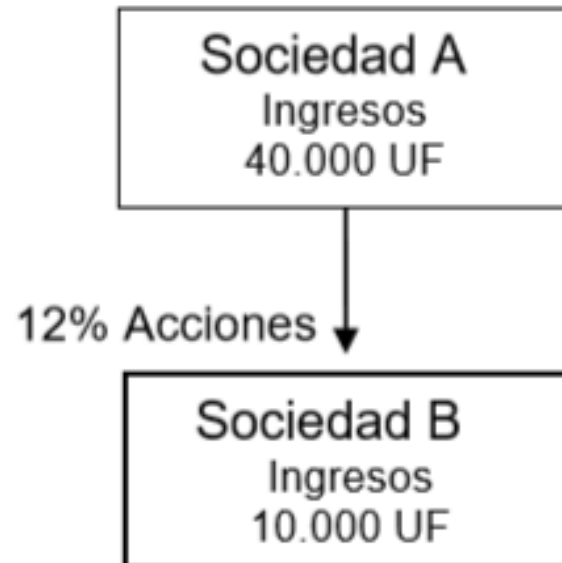 Sociedad A
Ingresos
40.000 UF
12% Acciones
Sociedad B
Ingresos
10.000 UF